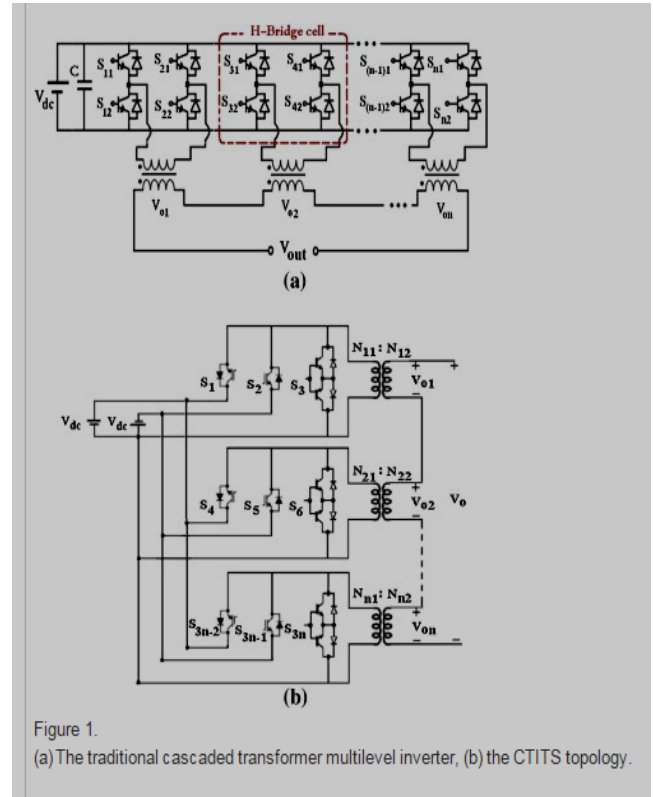 H-Bridge cell
C
V_dc
S_11 S_21 S_31 S_41 S_(n-1)1 S_n1
S_12 S_22 S_32 S_42 S_(n-1)2 S_n2
V_o1 V_o2 V_on
V_out
(a)
N_11: N_12
S_1 S_2 S_3
+ V_o1 − +
V_dc V_dc
N_21: N_22
S_4 S_5 S_6
+ V_o2 − V_o
N_n1: N_n2
S_3n-2 S_3n-1 S_3n
+ V_on − −
(b)
Figure 1.
(a) The traditional cascaded transformer multilevel inverter, (b) the CTITS topology.